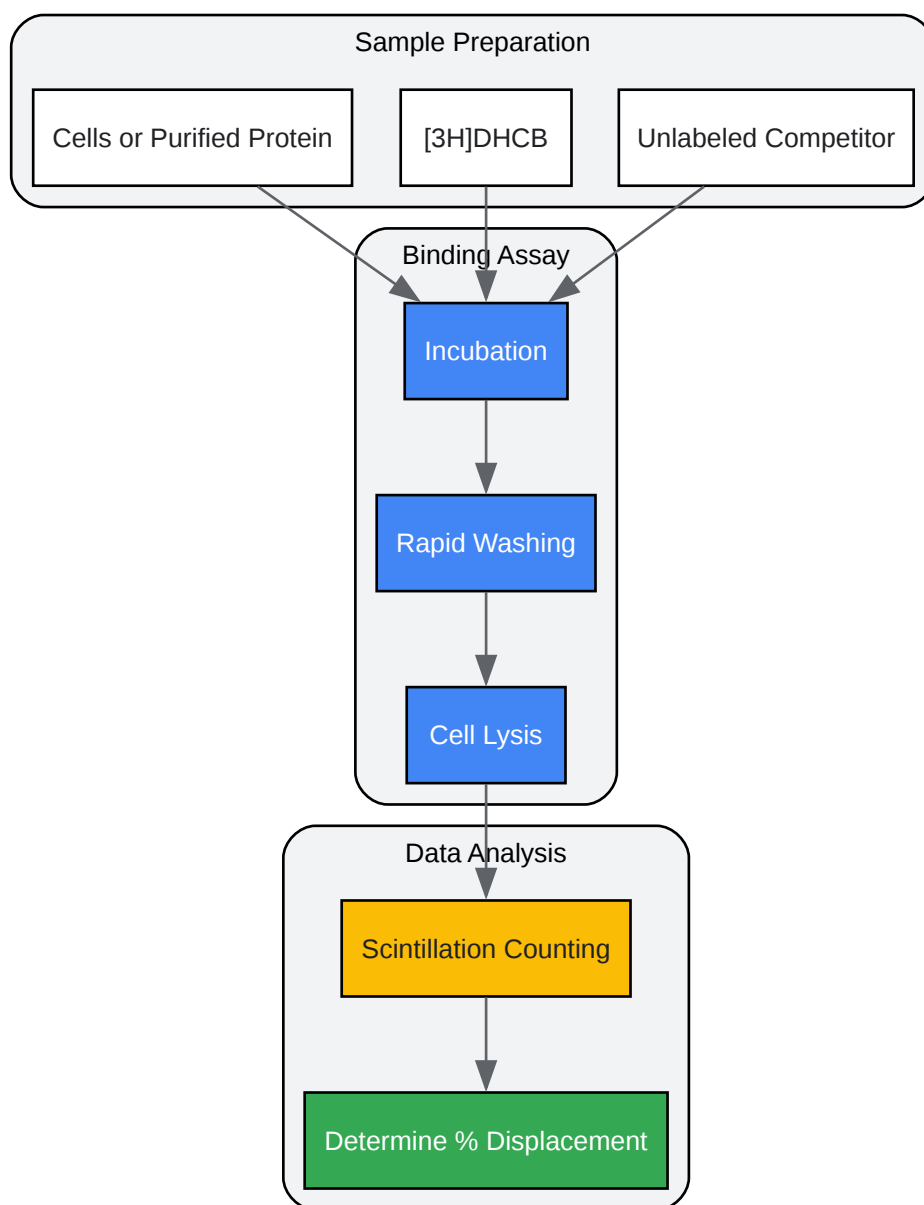 Sample Preparation
Cells or Purified Protein
[3H]DHCB
Unlabeled Competitor
Binding Assay
Incubation
Rapid Washing
Cell Lysis
Data Analysis
Scintillation Counting
Determine % Displacement